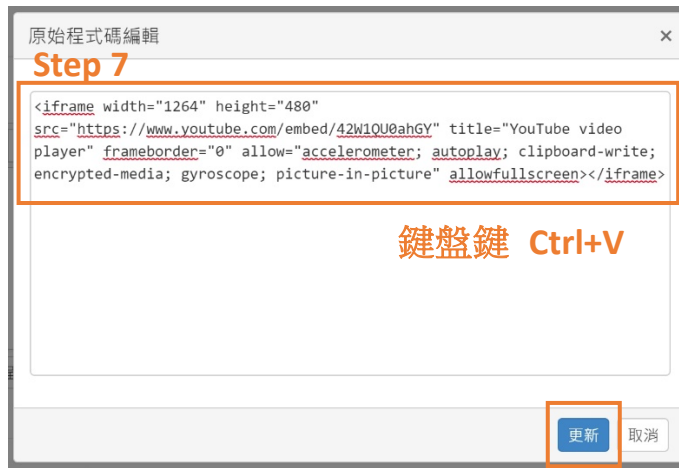 原始程式碼編輯 ×
Step 7
<iframe width="1264" height="480"
src="https://www.youtube.com/embed/42W1QU0ahGY" title="YouTube video
player" frameborder="0" allow="accelerometer; autoplay; clipboard-write;
encrypted-media; gyroscope; picture-in-picture" allowfullscreen></iframe>
鍵盤鍵 Ctrl+V
更新 取消